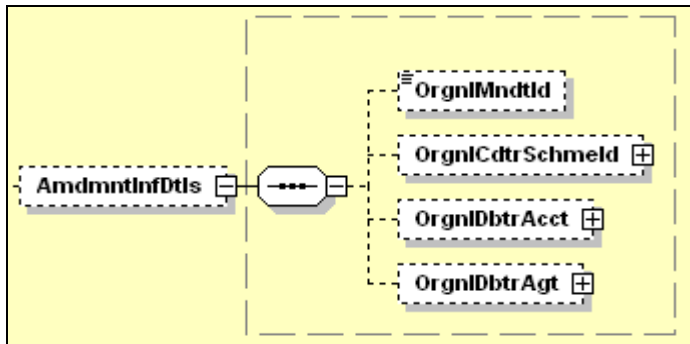 OrgnlMndtId
OrgnlCdtrSchmeId
AmdmntInfDtls
OrgnlDbtrAcct
OrgnlDbtrAgt